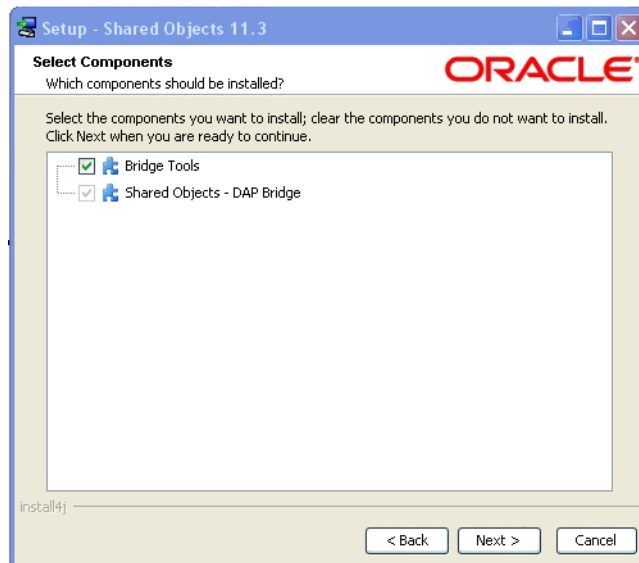 Setup - Shared Objects 11.3
Select Components
Which components should be installed?
ORACLE
Select the components you want to install; clear the components you do not want to install.
Click Next when you are ready to continue.
Bridge Tools
Shared Objects - DAP Bridge
install4j
< Back
Next >
Cancel